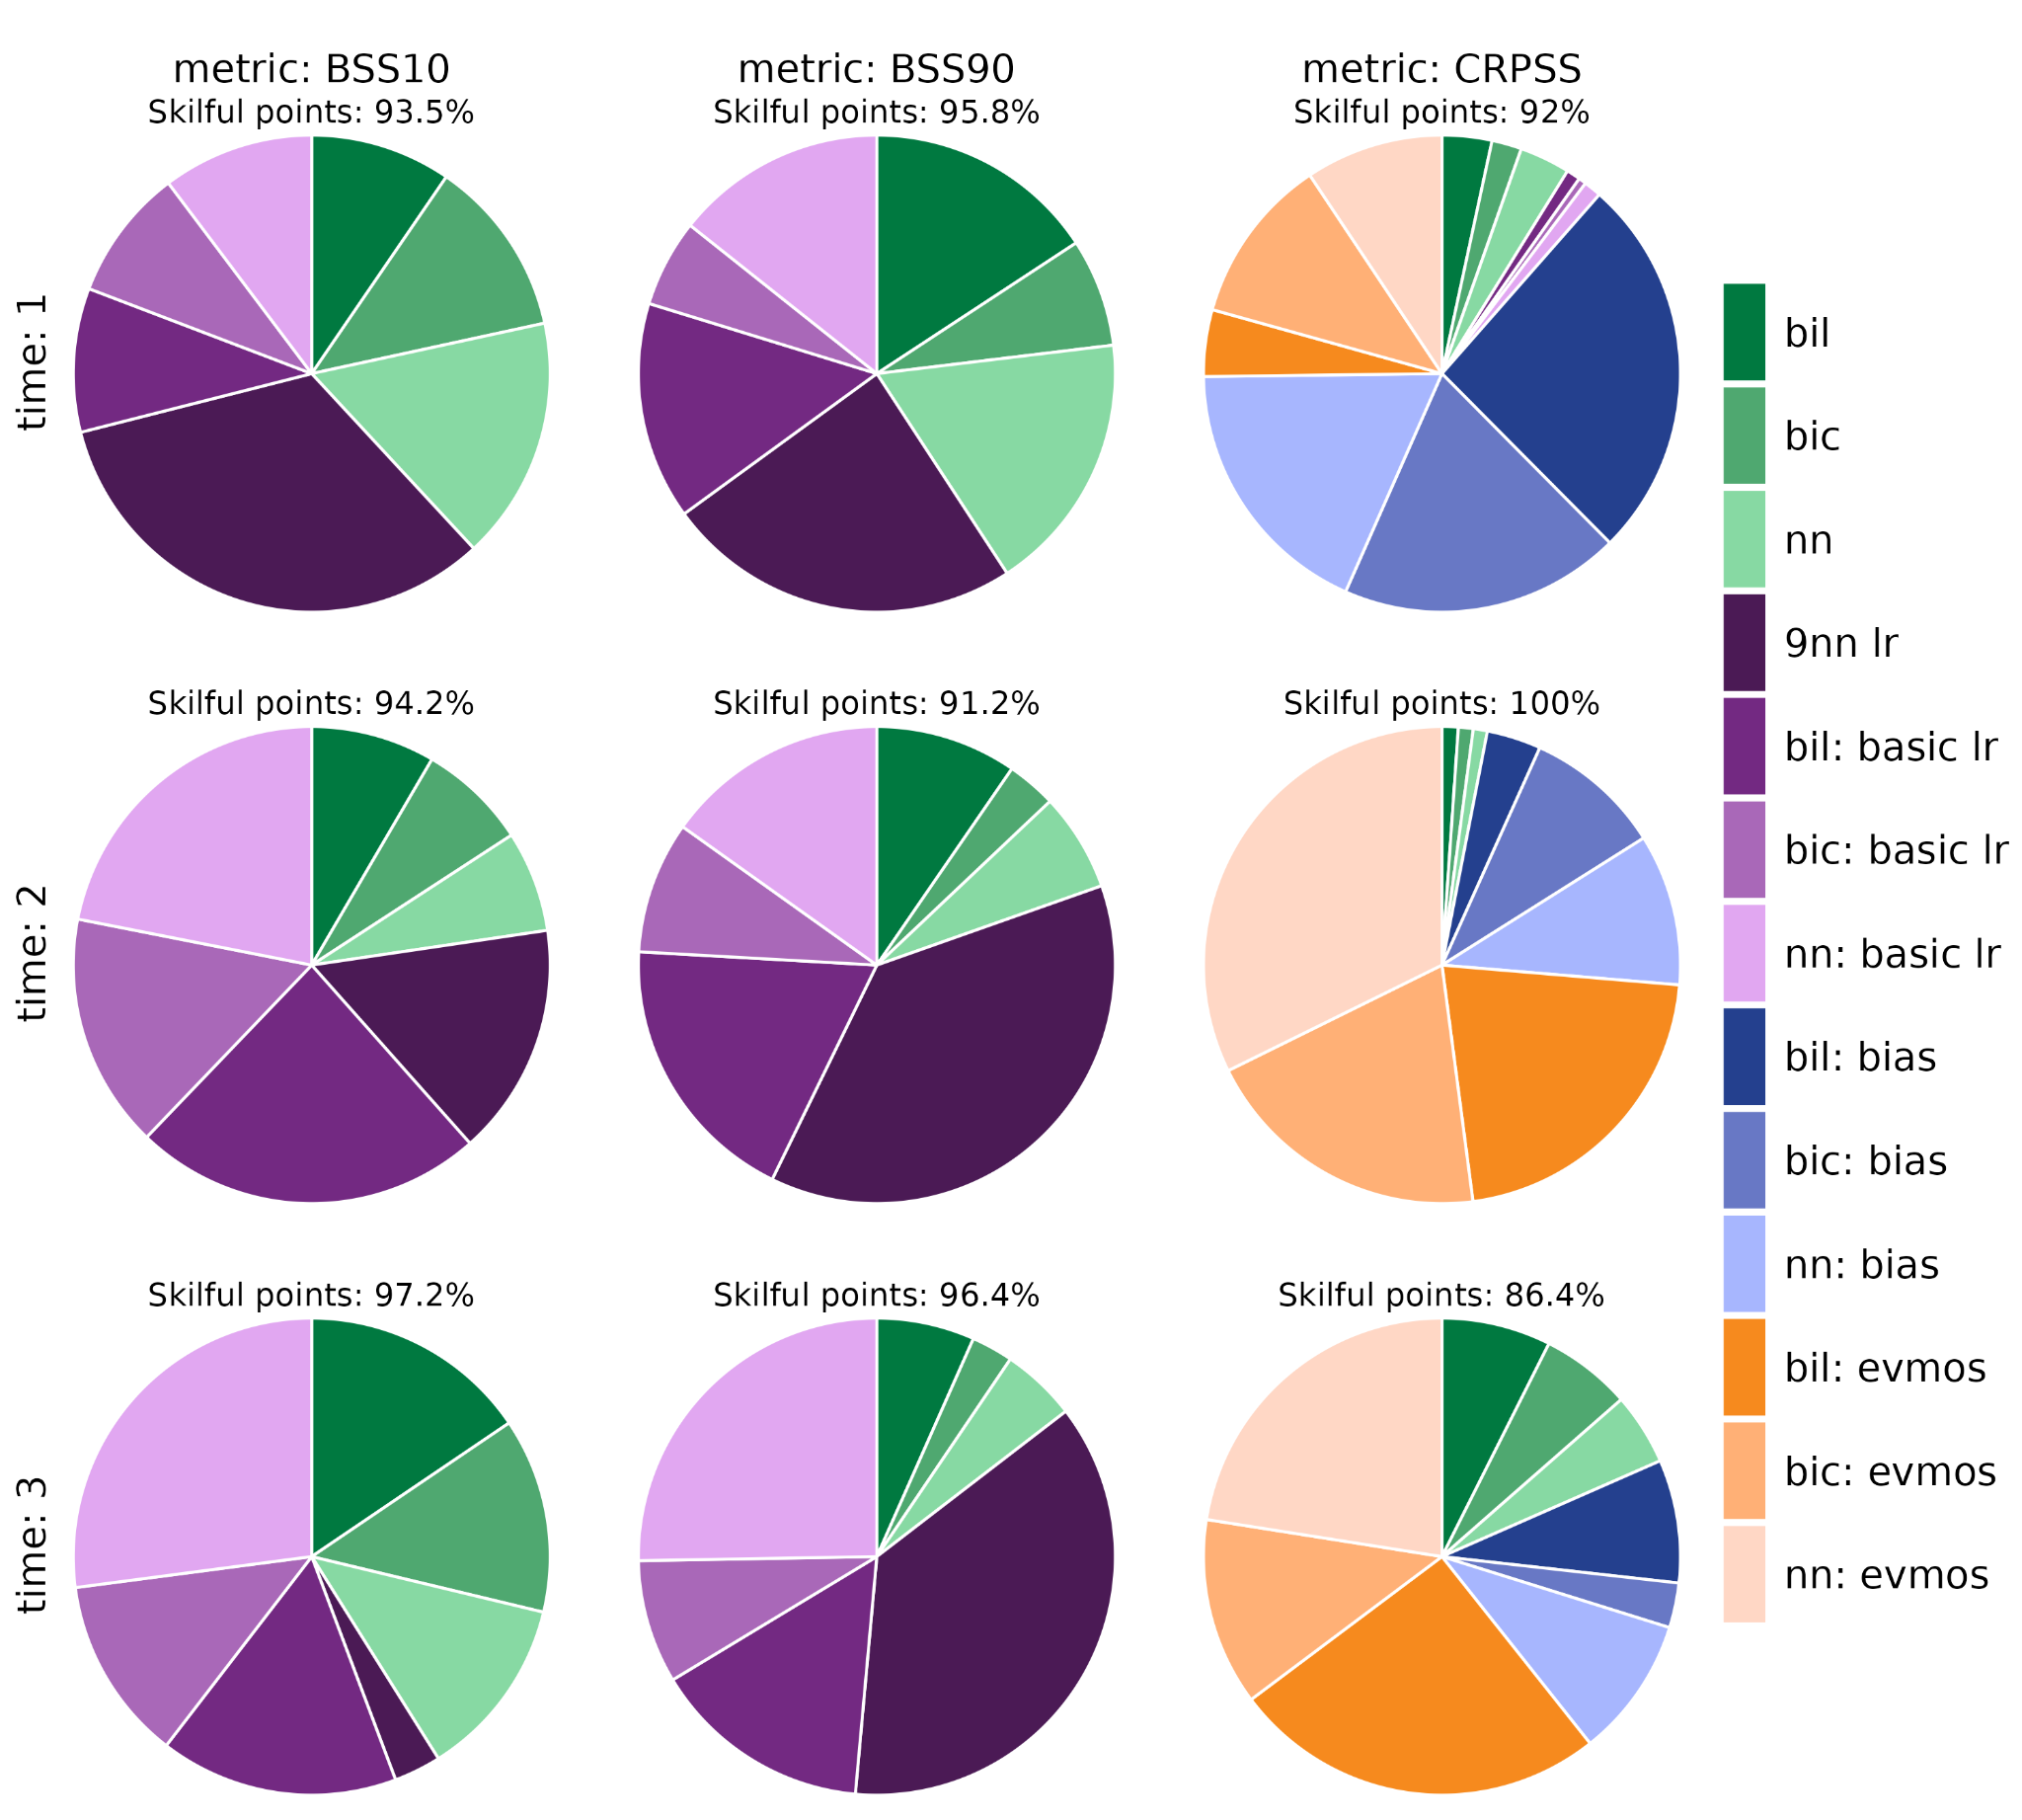 metric: BSS10
Skilful points: 93.5%
metric: BSS90
Skilful points: 95.8%
metric: CRPSS
Skilful points: 92%
time: 1
Skilful points: 94.2%
Skilful points: 91.2%
Skilful points: 100%
time: 2
Skilful points: 97.2%
Skilful points: 96.4%
Skilful points: 86.4%
time: 3
bil
bic
nn
9nn lr
bil: basic lr
bic: basic lr
nn: basic lr
bil: bias
bic: bias
nn: bias
bil: evmos
bic: evmos
nn: evmos